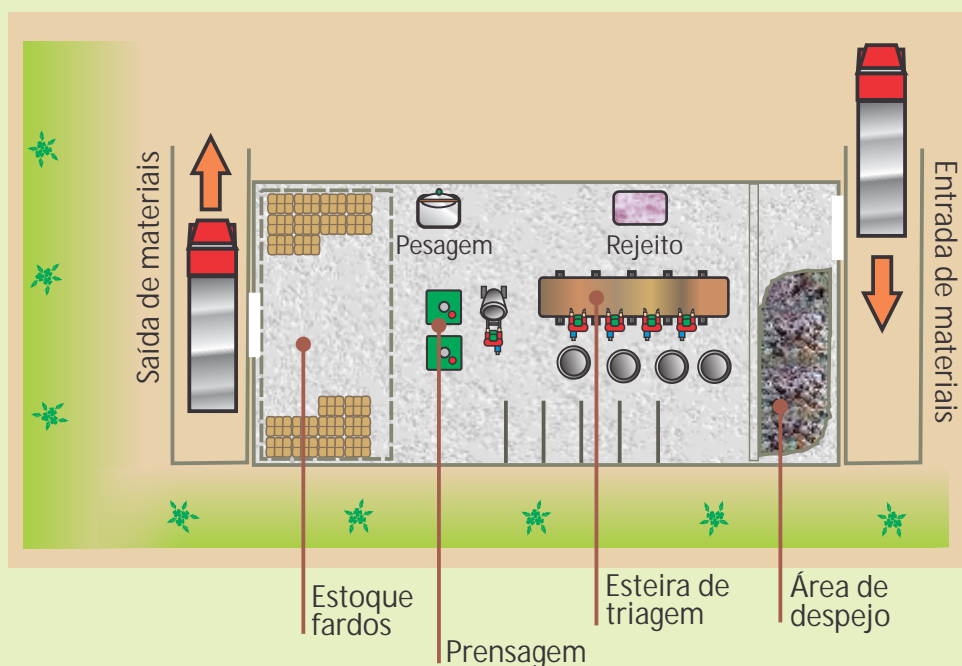 Saída de materiais
Pesagem
Rejeito
Entrada de materiais
Estoque
fardos
Prensagem
Esteira de
triagem
Área de
despejo